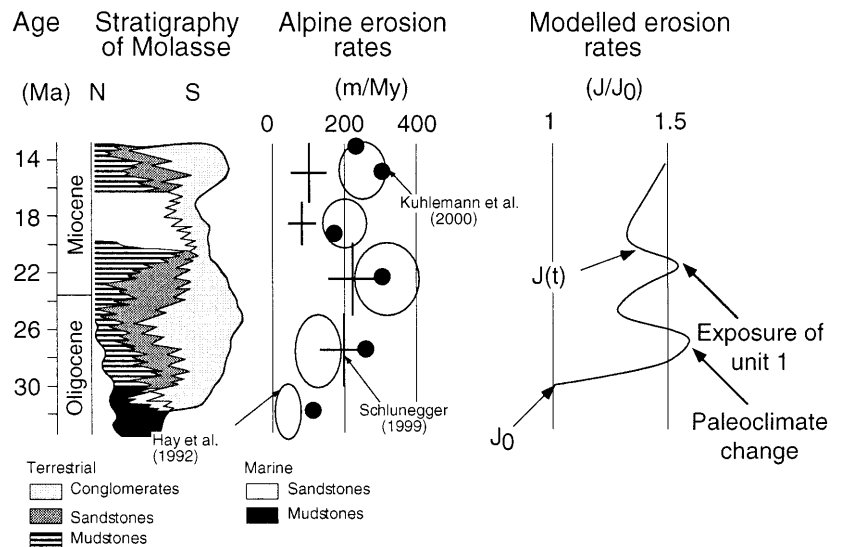 Age
Stratigraphy
of Molasse
Alpine erosion
rates
Modelled erosion
rates
(Ma)
N
S
(m/My)
(J/J0)
0
200
400
1
1.5
14
18
22
26
30
Miocene
Oligocene
Kuhlemann et al.
(2000)
Schlunegger
(1999)
Hay et al.
(1992)
J(t)
Exposure of
unit 1
Paleoclimate
change
J0
Terrestrial
Conglomerates
Sandstones
Mudstones
Marine
Sandstones
Mudstones